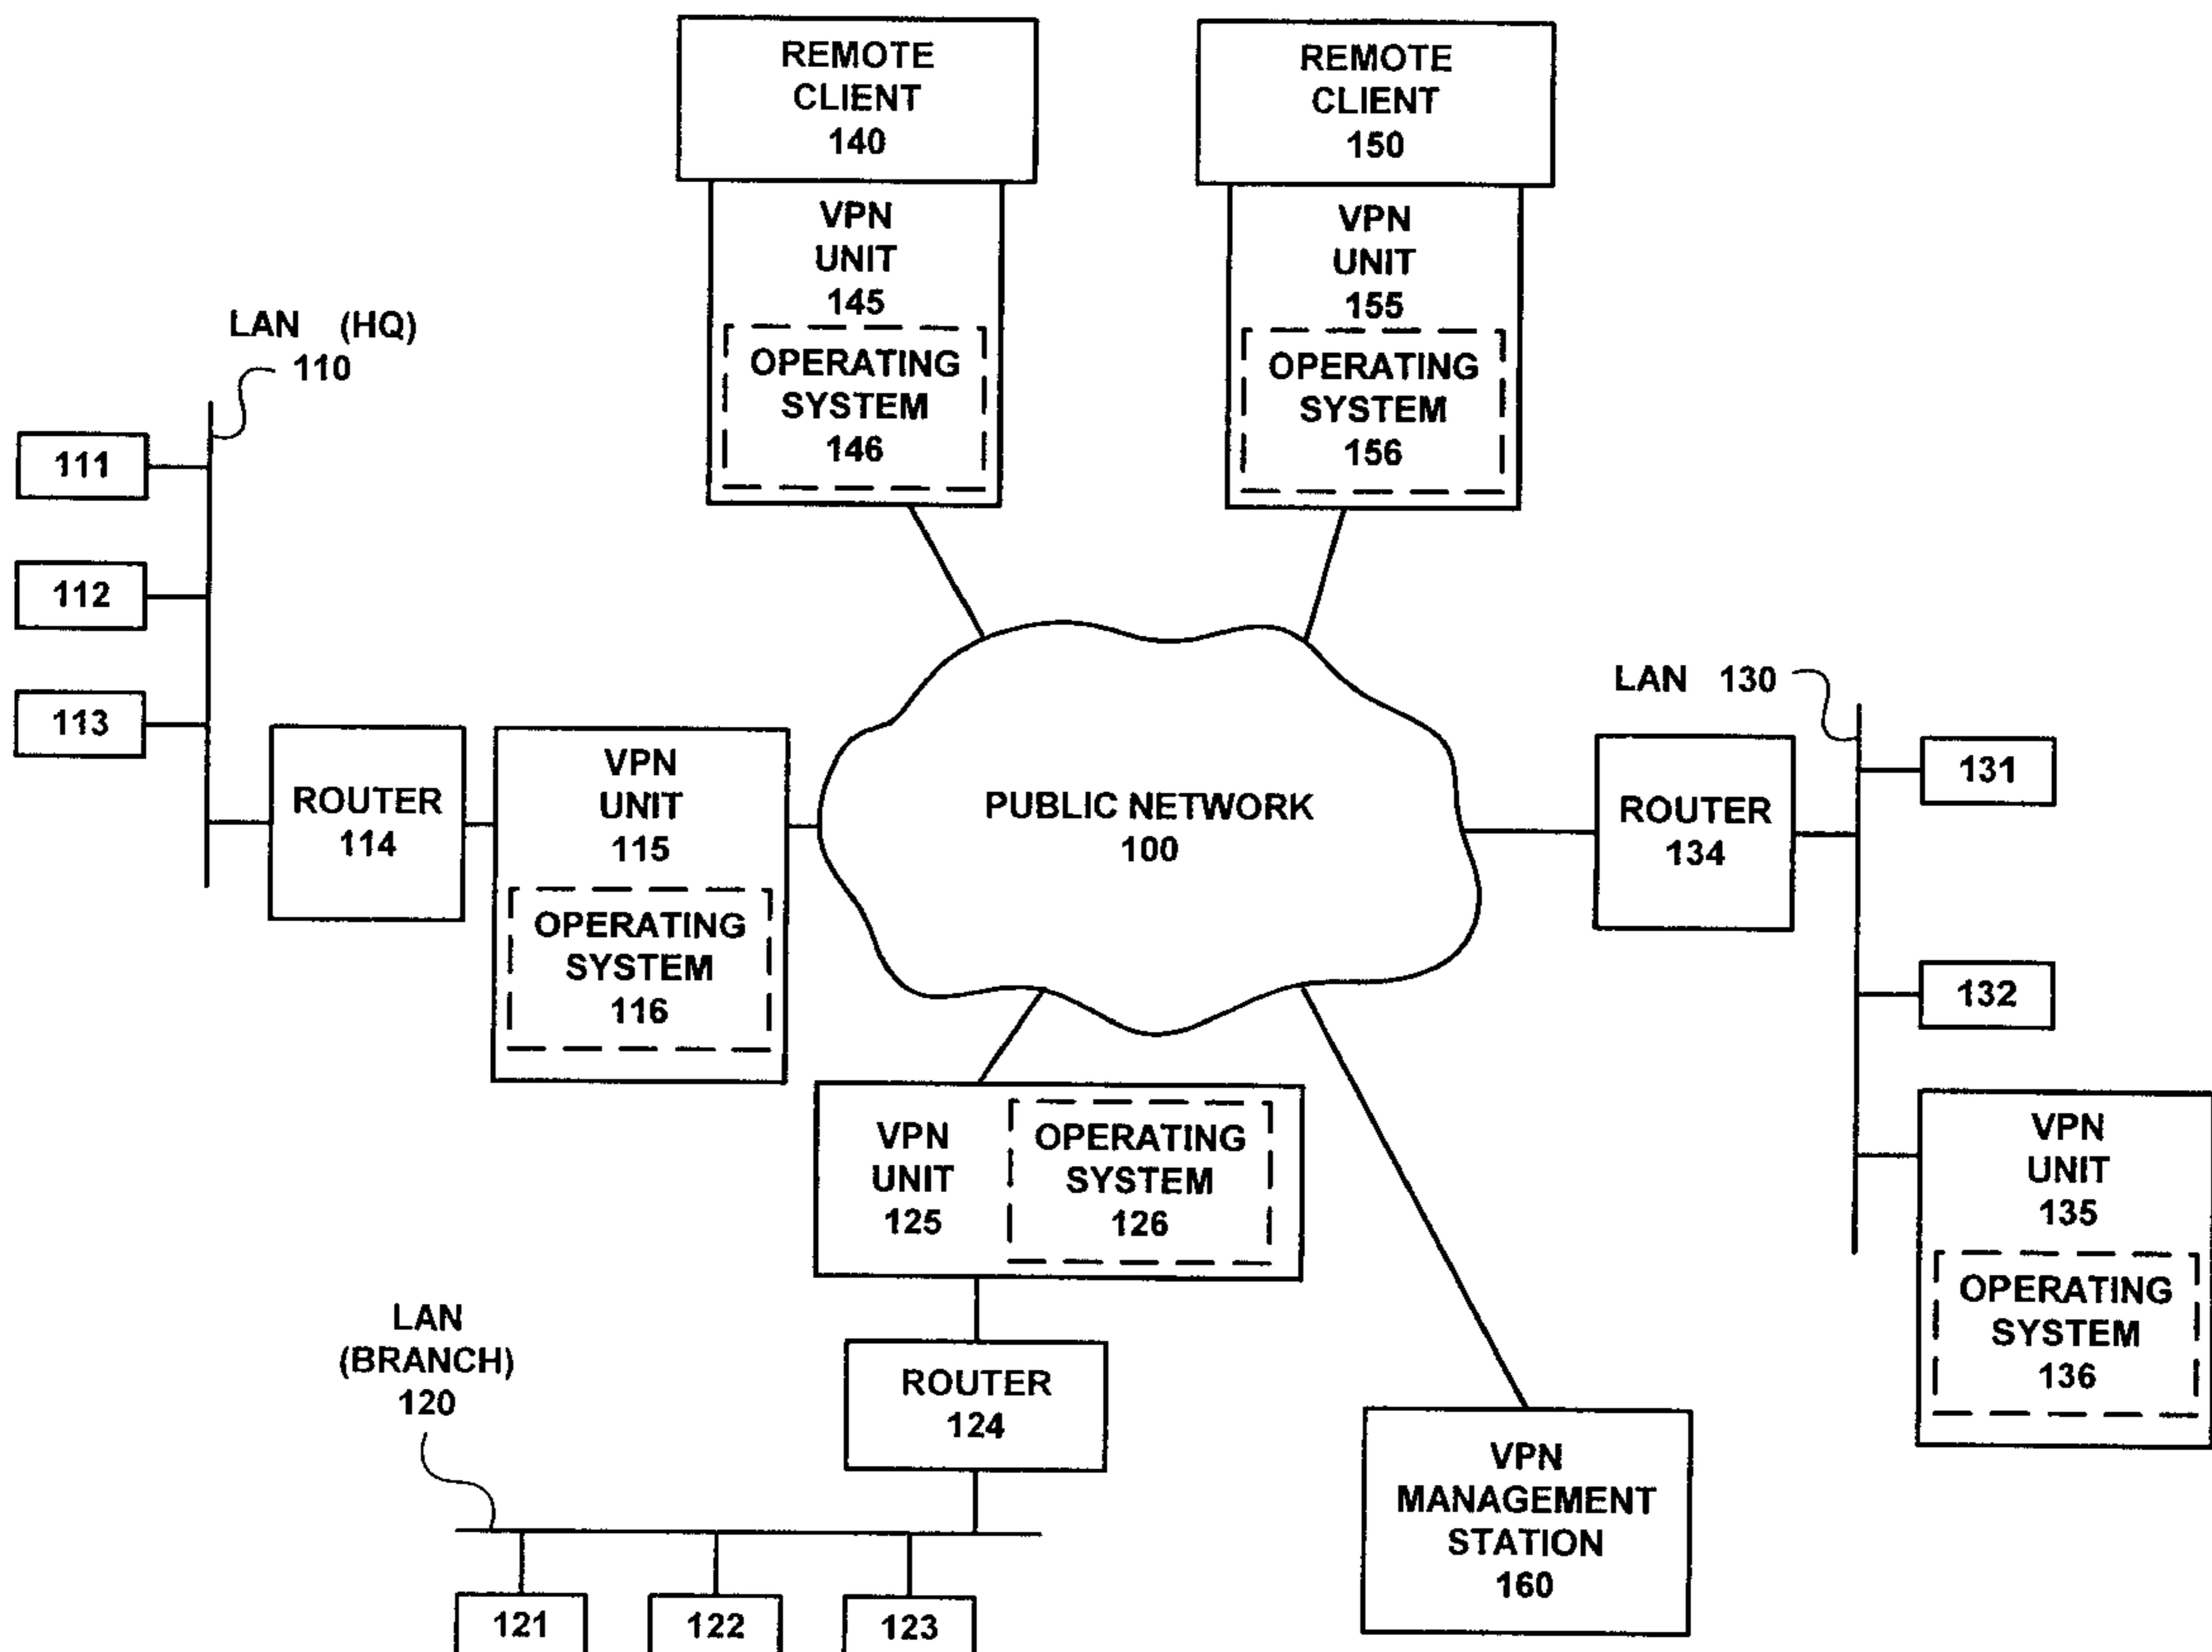 REMOTE
CLIENT
140
REMOTE
CLIENT
150
VPN
UNIT
145
OPERATING
SYSTEM
146
VPN
UNIT
155
OPERATING
SYSTEM
156
LAN (HQ)
110
111
112
113
ROUTER
114
VPN
UNIT
115
OPERATING
SYSTEM
116
PUBLIC NETWORK
100
LAN 130
ROUTER
134
131
132
VPN
UNIT
135
OPERATING
SYSTEM
136
VPN
UNIT
125
OPERATING
SYSTEM
126
ROUTER
124
LAN
(BRANCH)
120
121
122
123
VPN
MANAGEMENT
STATION
160